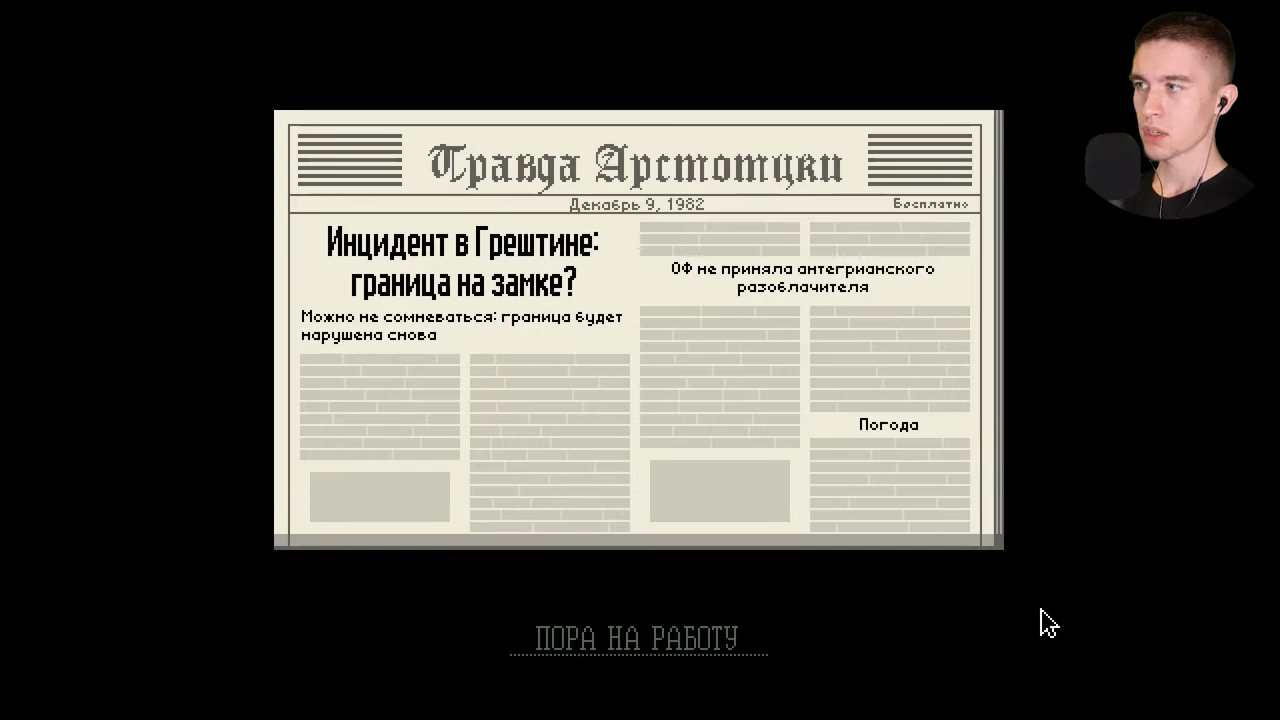 Правда Арстотцки
Декабрь 9, 1982
Бесплатно
Инцидент в Грештине:
граница на замке?
Можно не сомневаться: граница будет
нарушена снова
ОФ не приняла антегрианского
разоблачителя
Погода
ПОРА НА РАБОТУ